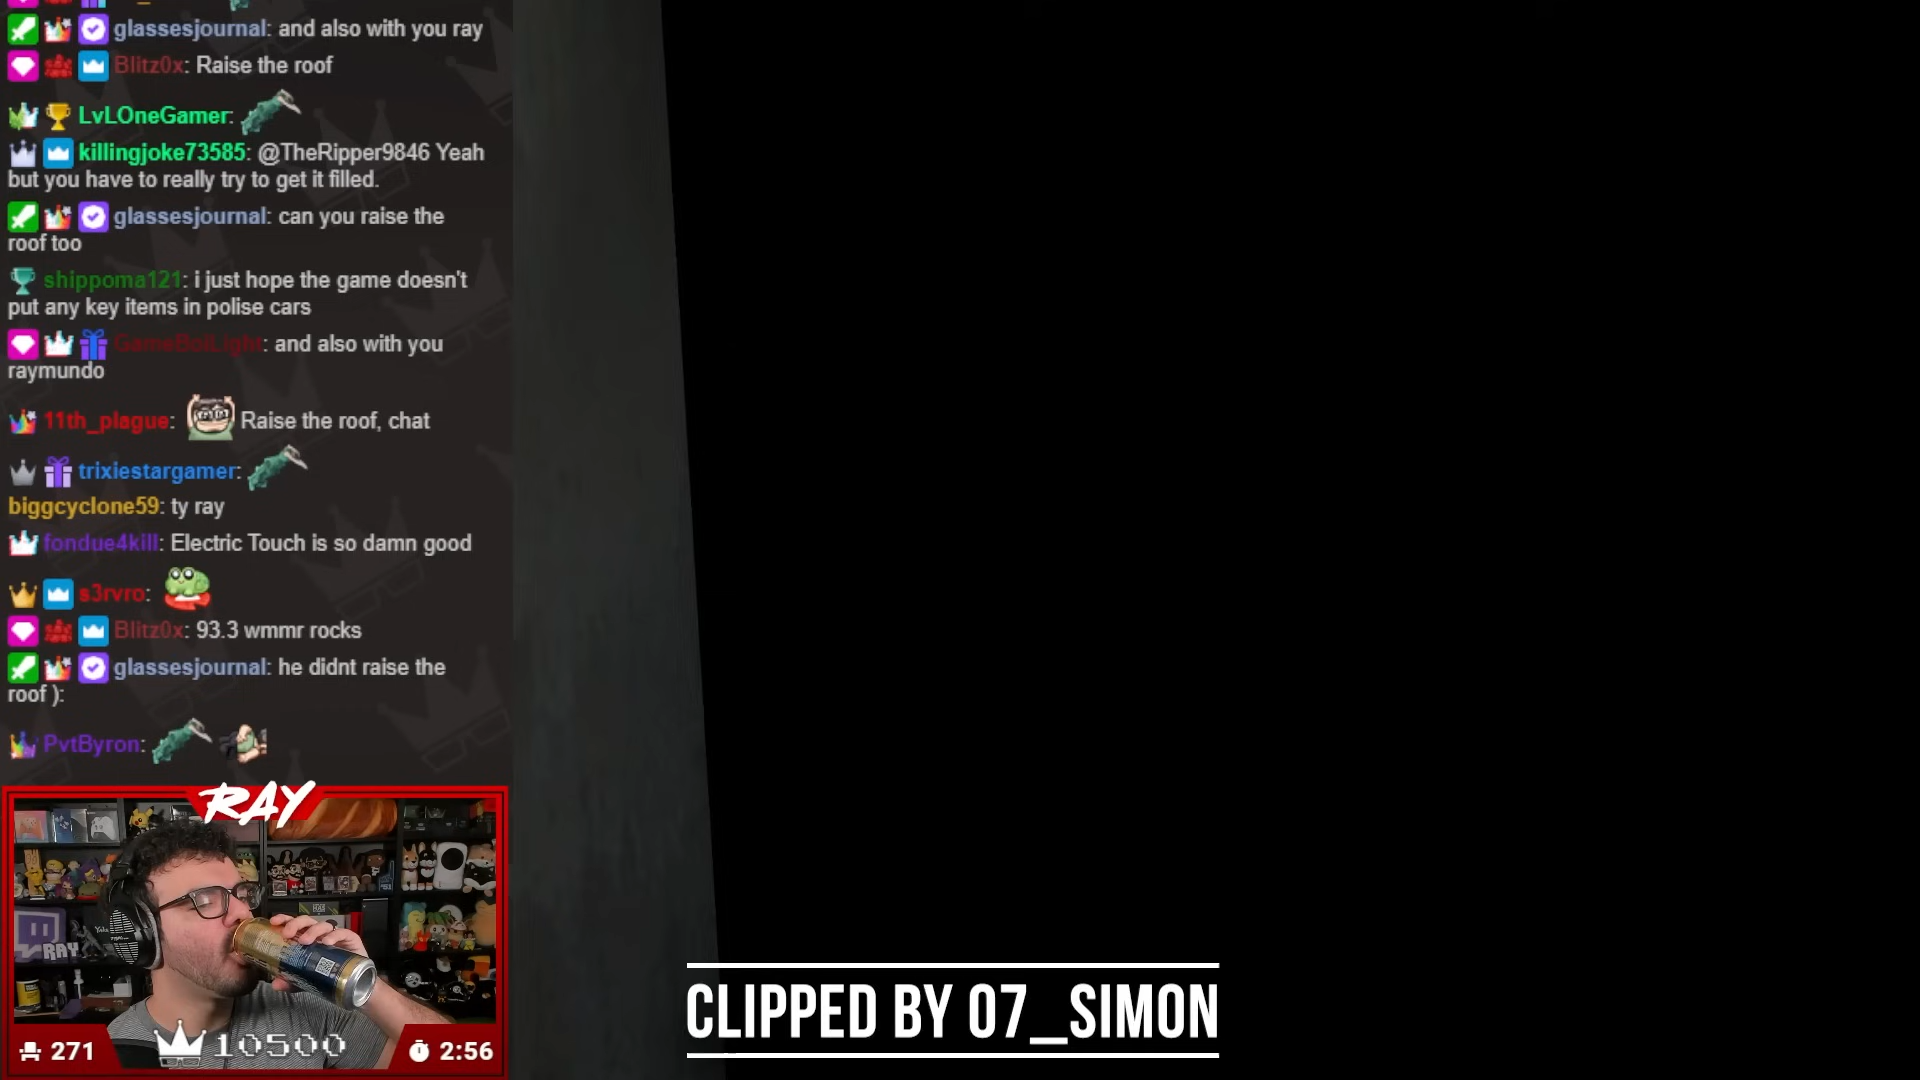 glassesjournal: and also with you ray
Blitz0x: Raise the roof
LvLOneGamer:
killingjoke73585: @TheRipper9846 Yeah
but you have to really try to get it filled.
glassesjournal: can you raise the
roof too
shippoma121: i just hope the game doesn't
put any key items in polise cars
GameBoiLight: and also with you
raymundo
11th_plague: Raise the roof, chat
trixiestargamer:
biggcyclone59: ty ray
fondue4kill: Electric Touch is so damn good
s3rvro:
Blitz0x: 93.3 wmmr rocks
glassesjournal: he didnt raise the
roof ):
PvtByron:
RAY
RAY
271
10500
2:56
CLIPPED BY 07_SIMON